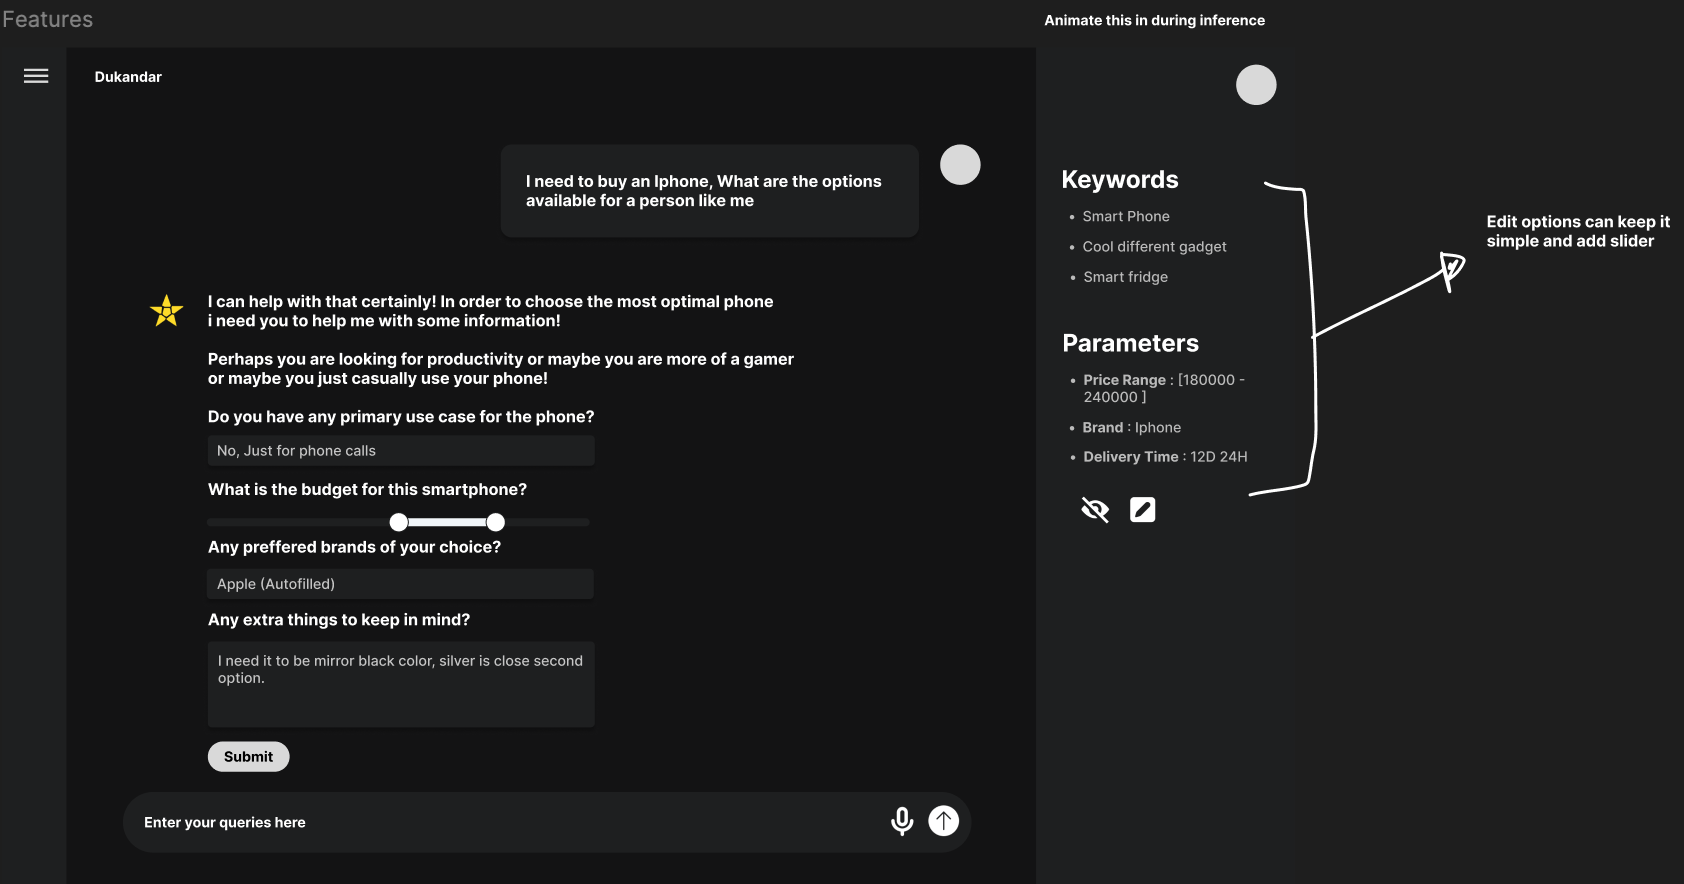 Features
Animate this in during inference
Dukandar
I need to buy an Iphone, What are the options
available for a person like me
I can help with that certainly! In order to choose the most optimal phone
i need you to help me with some information!
Perhaps you are looking for productivity or maybe you are more of a gamer
or maybe you just casually use your phone!
Do you have any primary use case for the phone?
No, Just for phone calls
What is the budget for this smartphone?
Any preffered brands of your choice?
Apple (Autofilled)
Any extra things to keep in mind?
I need it to be mirror black color, silver is close second
option.
Submit
Enter your queries here
Keywords
• Smart Phone
• Cool different gadget
• Smart fridge
Parameters
• Price Range : [180000 -
240000 ]
• Brand : Iphone
• Delivery Time : 12D 24H
Edit options can keep it
simple and add slider